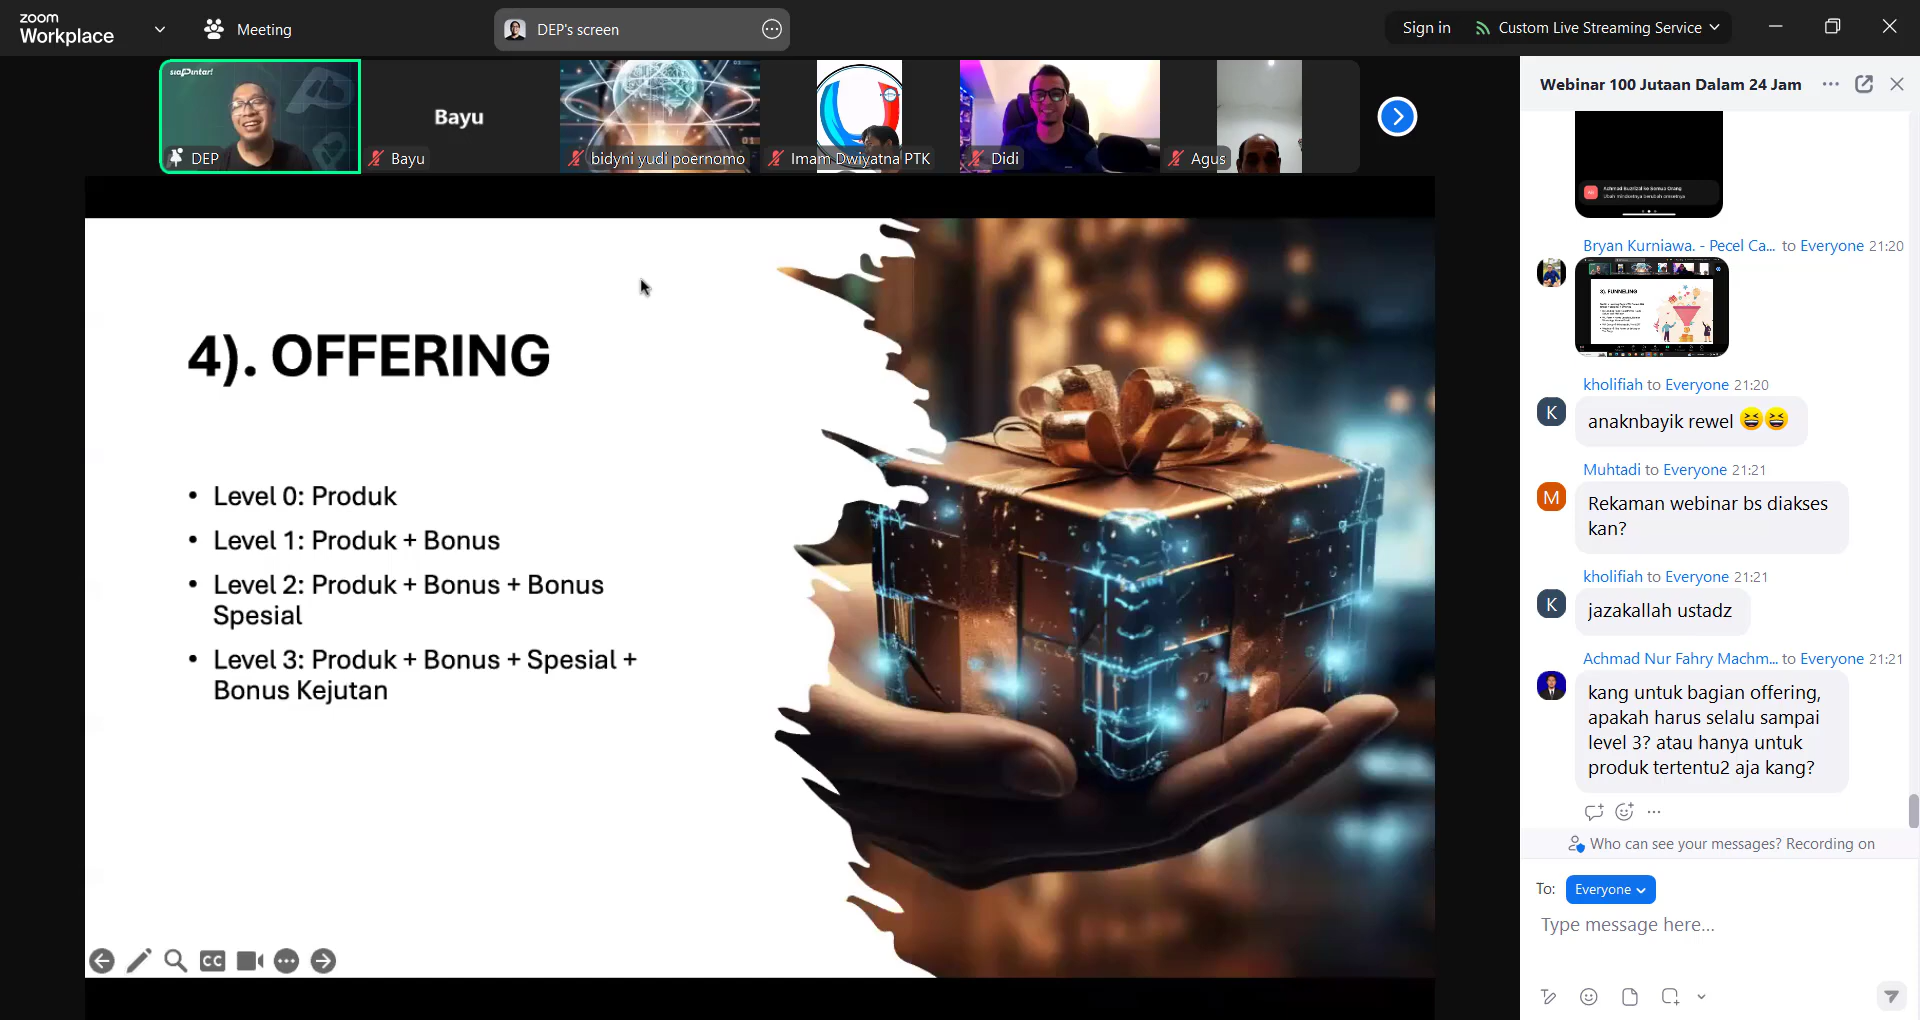 zoom
Workplace
Meeting
DEP's screen
Sign in
Custom Live Streaming Service
siapintar!
DEP
Bayu
Bayu
bidyni yudi poernomo
Imam Dwiyatna PTK
Didi
Agus
4). OFFERING
• Level 0: Produk
• Level 1: Produk + Bonus
• Level 2: Produk + Bonus + Bonus
Spesial
• Level 3: Produk + Bonus + Spesial +
Bonus Kejutan
CC
Webinar 100 Jutaan Dalam 24 Jam
Bryan Kurniawa. - Pecel Ca... to Everyone 21:20
3). FUNNELING
kholifiah to Everyone 21:20
K
anaknbayik rewel 😆😆
Muhtadi to Everyone 21:21
M
Rekaman webinar bs diakses
kan?
kholifiah to Everyone 21:21
K
jazakallah ustadz
Achmad Nur Fahry Machm... to Everyone 21:21
kang untuk bagian offering,
apakah harus selalu sampai
level 3? atau hanya untuk
produk tertentu2 aja kang?
Who can see your messages? Recording on
To: Everyone
Type message here...